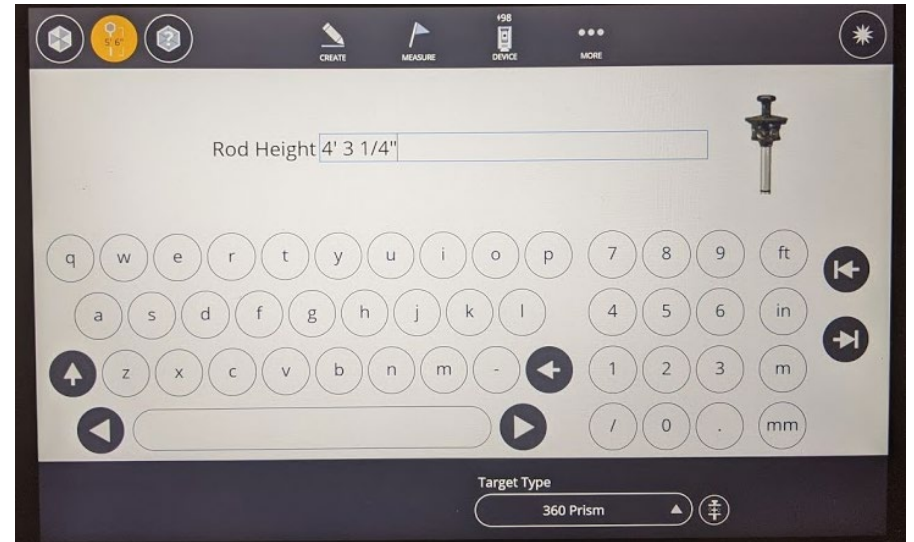 5' 6"
?
CREATE
MEASURE
98
DEVICE
MORE
Rod Height 4' 3 1/4"
q w e r t y u i o p 7 8 9 ft
a s d f g h j k l 4 5 6 in
z x c v b n m - 1 2 3 m
/ 0 . mm
Target Type
360 Prism